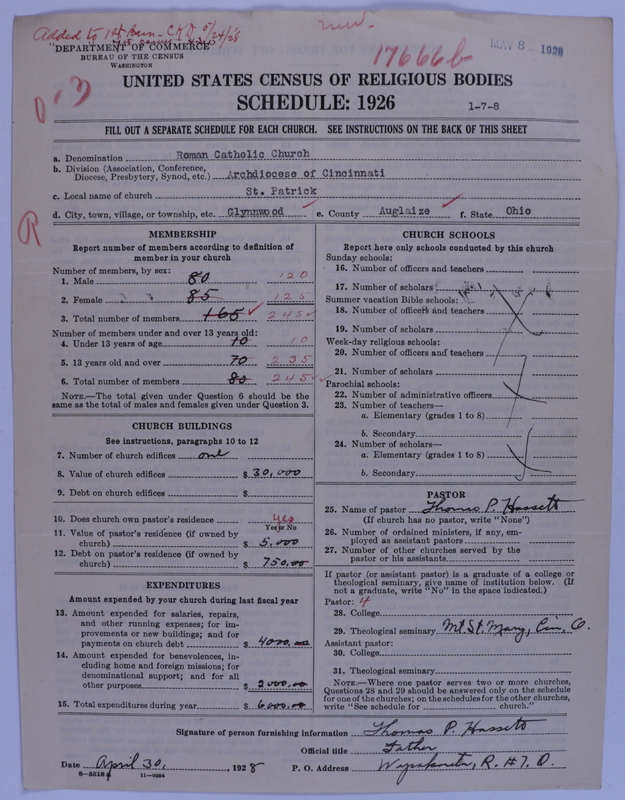 Added to 1st Run - CKD 5/24/28
new.
DEPARTMENT OF COMMERCE
BUREAU OF THE CENSUS
WASHINGTON
17666b
MAY 8 - 1928
UNITED STATES CENSUS OF RELIGIOUS BODIES
SCHEDULE: 1926
1-7-8
FILL OUT A SEPARATE SCHEDULE FOR EACH CHURCH. SEE INSTRUCTIONS ON THE BACK OF THIS SHEET
a. Denomination Roman Catholic Church
b. Division (Association, Conference,
Diocese, Presbytery, Synod, etc.) Archdiocese of Cincinnati
c. Local name of church St. Patrick
d. City, town, village, or township, etc. Glynnwood e. County Auglaize f. State Ohio
R
MEMBERSHIP
Report number of members according to definition of
member in your church
Number of members, by sex:
1. Male 80 120
2. Female 85 125
3. Total number of members 165 245
Number of members under and over 13 years old:
4. Under 13 years of age 10 10
5. 13 years old and over 70 235
6. Total number of members 80 245
NOTE.—The total given under Question 6 should be the
same as the total of males and females given under Question 3.
CHURCH BUILDINGS
See instructions, paragraphs 10 to 12
7. Number of church edifices one
8. Value of church edifices $ 30,000
9. Debt on church edifices $
10. Does church own pastor's residence yes
Yes or No
11. Value of pastor's residence (if owned by
church) $ 5,000
12. Debt on pastor's residence (if owned by
church) $ 750.00
EXPENDITURES
Amount expended by your church during last fiscal year
13. Amount expended for salaries, repairs,
and other running expenses; for im-
provements or new buildings; and for
payments on church debt $ 4000.00
14. Amount expended for benevolences, in-
cluding home and foreign missions; for
denominational support; and for all
other purposes $ 2000.00
15. Total expenditures during year $ 6000.00
CHURCH SCHOOLS
Report here only schools conducted by this church
Sunday schools:
16. Number of officers and teachers
17. Number of scholars
Summer vacation Bible schools:
18. Number of officers and teachers
19. Number of scholars
Week-day religious schools:
20. Number of officers and teachers
21. Number of scholars
Parochial schools:
22. Number of administrative officers
23. Number of teachers—
a. Elementary (grades 1 to 8)
b. Secondary
24. Number of scholars—
a. Elementary (grades 1 to 8)
b. Secondary
PASTOR
25. Name of pastor Thomas P. Hassett
(If church has no pastor, write "None")
26. Number of ordained ministers, if any, em-
ployed as assistant pastors
27. Number of other churches served by the
pastor or his assistants
If pastor (or assistant pastor) is a graduate of a college or
theological seminary, give name of institution below. (If
not a graduate, write "No" in the space indicated.)
Pastor: 4
28. College
29. Theological seminary Mt St. Mary, Cin, O.
Assistant pastor:
30. College
31. Theological seminary
NOTE.—Where one pastor serves two or more churches,
Questions 28 and 29 should be answered only on the schedule
for one of the churches; on the schedules for the other churches,
write "See schedule for church."
Signature of person furnishing information Thomas P. Hassett
Official title Father
Date April 30, 1928 P. O. Address Wapakoneta, R. #7. O.
11-9054